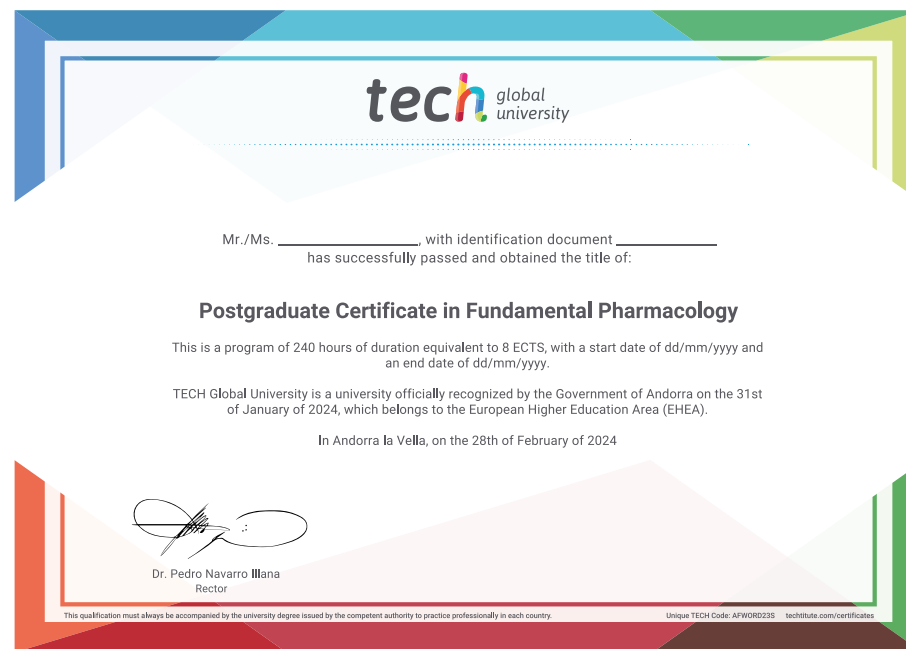 tech global university
Mr./Ms. ________________, with identification document ____________
has successfully passed and obtained the title of:
Postgraduate Certificate in Fundamental Pharmacology
This is a program of 240 hours of duration equivalent to 8 ECTS, with a start date of dd/mm/yyyy and
an end date of dd/mm/yyyy.
TECH Global University is a university officially recognized by the Government of Andorra on the 31st
of January of 2024, which belongs to the European Higher Education Area (EHEA).
In Andorra la Vella, on the 28th of February of 2024
Dr. Pedro Navarro Illana
Rector
This qualification must always be accompanied by the university degree issued by the competent authority to practice professionally in each country.
Unique TECH Code: AFWORD23S techtitute.com/certificates